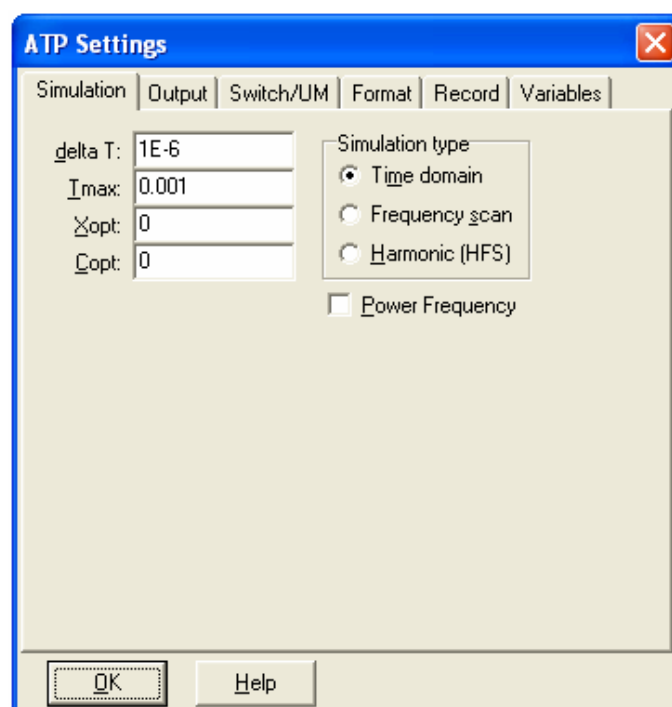 ATP Settings
Simulation Output Switch/UM Format Record Variables
delta T: 1E-6
Tmax: 0.001
Xopt: 0
Copt: 0
Simulation type
Time domain
Frequency scan
Harmonic (HFS)
Power Frequency
OK Help